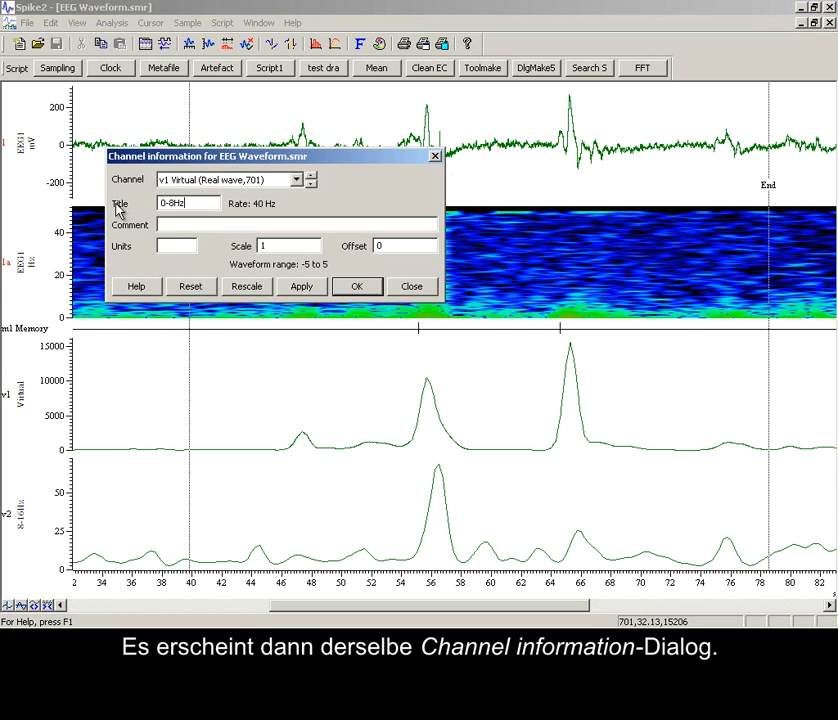 Spike2 - [EEG Waveform.smr]
File Edit View Analysis Cursor Sample Script Window Help
Script Sampling Clock Metafile Artefact Script1 test dra Mean Clean EC Toolmake DlgMake5 Search S FFT
200
0
-200
1
EEG1
mV
End
Channel information for EEG Waveform.smr
Channel v1 Virtual (Real wave,701)
Title 0-8Hz Rate: 40 Hz
Comment
Units Scale 1 Offset 0
Waveform range: -5 to 5
Help Reset Rescale Apply OK Close
40
20
0
1a
EEG1
Hz
m1 Memory
15000
10000
5000
0
v1
Virtual
50
25
0
v2
8-16Hz
2 34 36 38 40 42 44 46 48 50 52 54 56 58 60 62 64 66 68 70 72 74 76 78 80 82
s
For Help, press F1 701,32.13,15206
Es erscheint dann derselbe Channel information-Dialog.